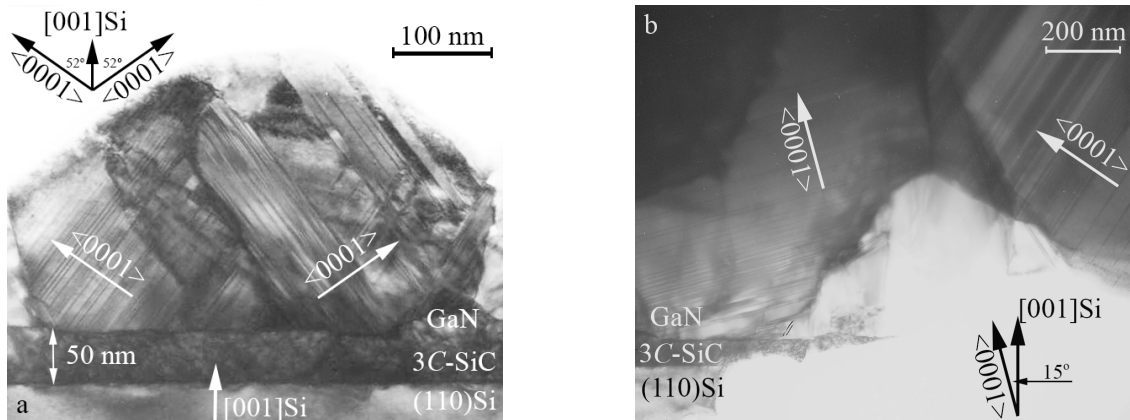 [001]Si
52° 52°
<0001> <0001>
100 nm
<0001>
<0001>
GaN
50 nm
3C-SiC
(110)Si
a
[001]Si
b
200 nm
<0001>
<0001>
GaN
3C-SiC
(110)Si
[001]Si
<0001>
15°